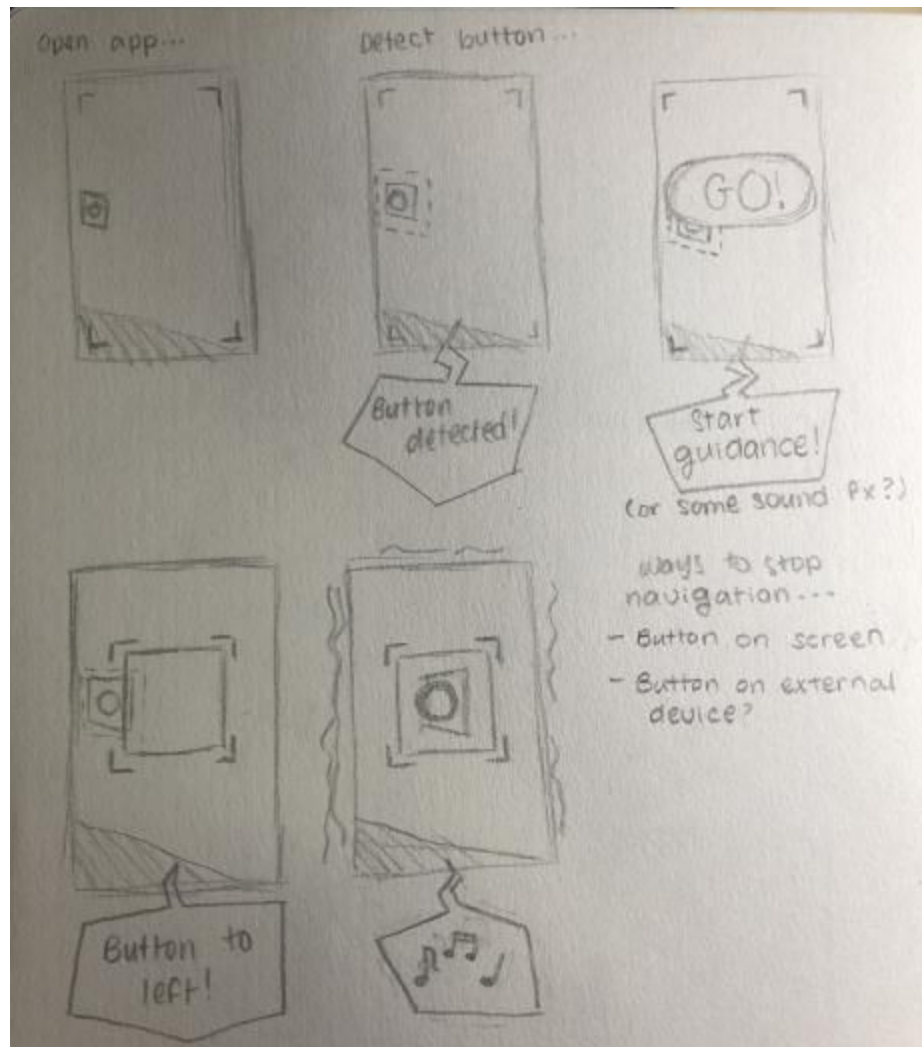 Open app...
Detect button...
GO!
Button
detected!
Start
guidance!
(or some sound fx?)
Button to
left!
Ways to stop
navigation...
- Button on screen
- Button on external
device?